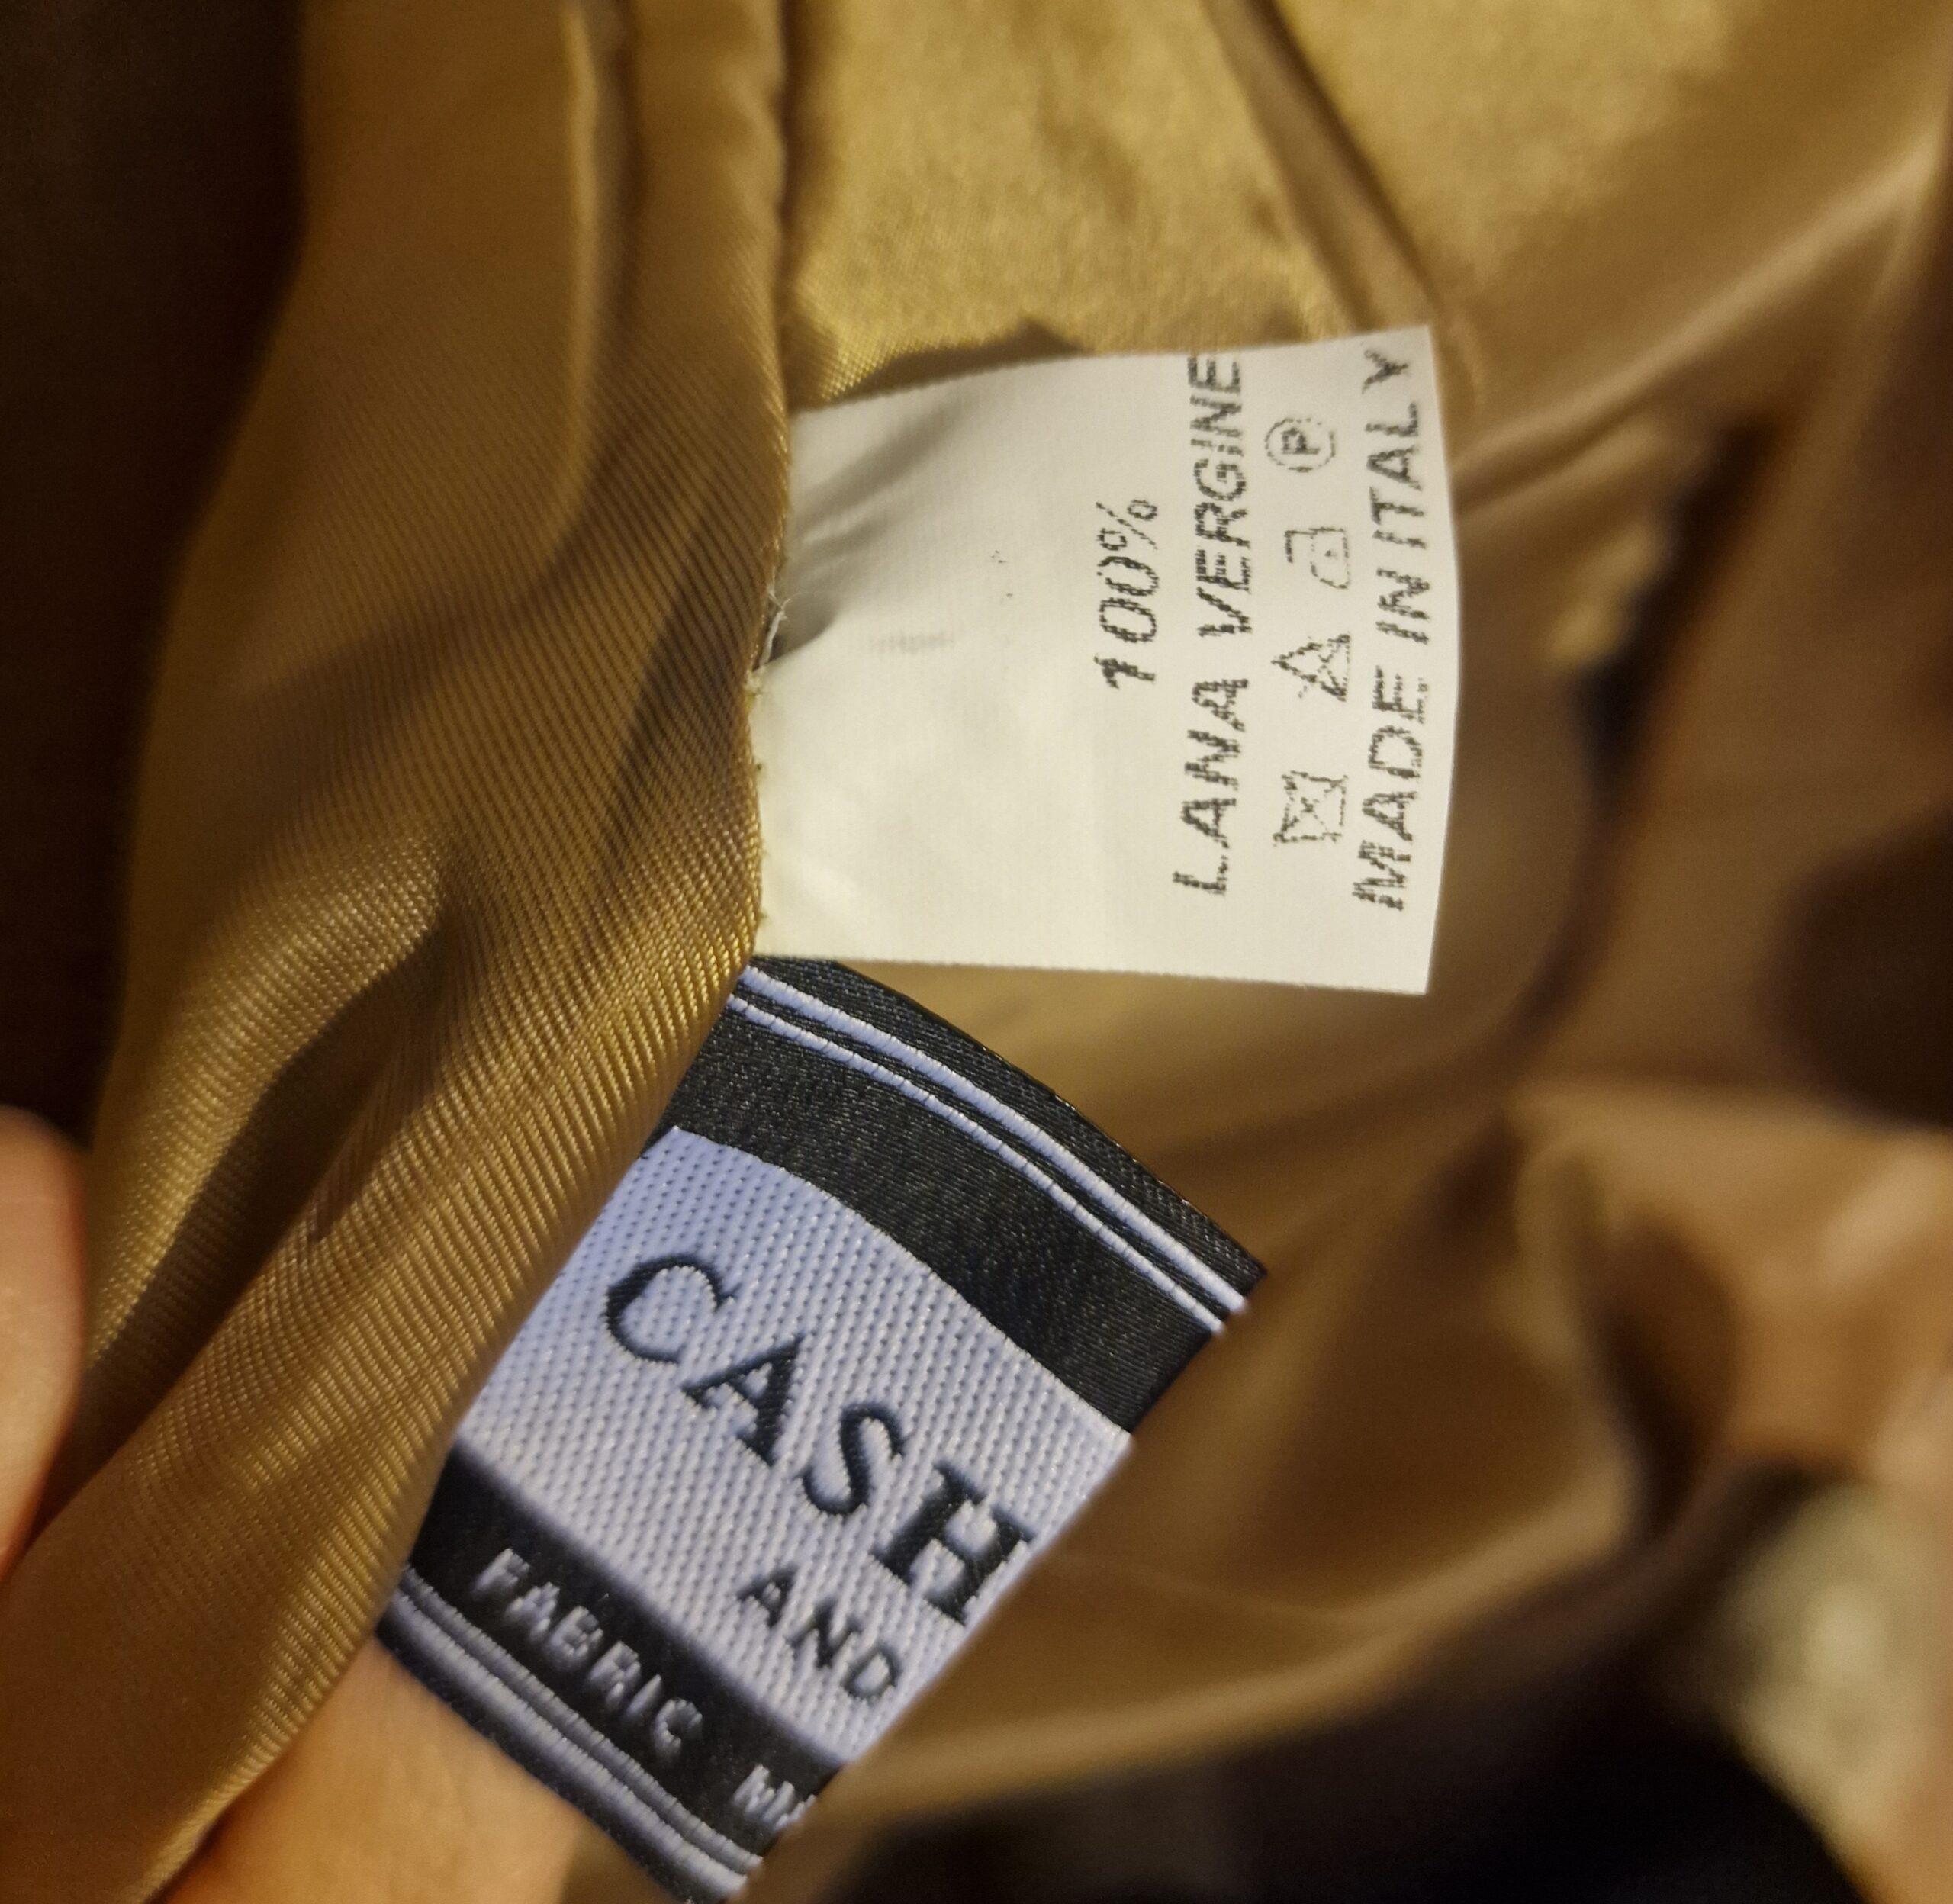 100%
LANA VERGINE
Ⓟ
MADE IN ITALY
CASH
AND
FABRIC